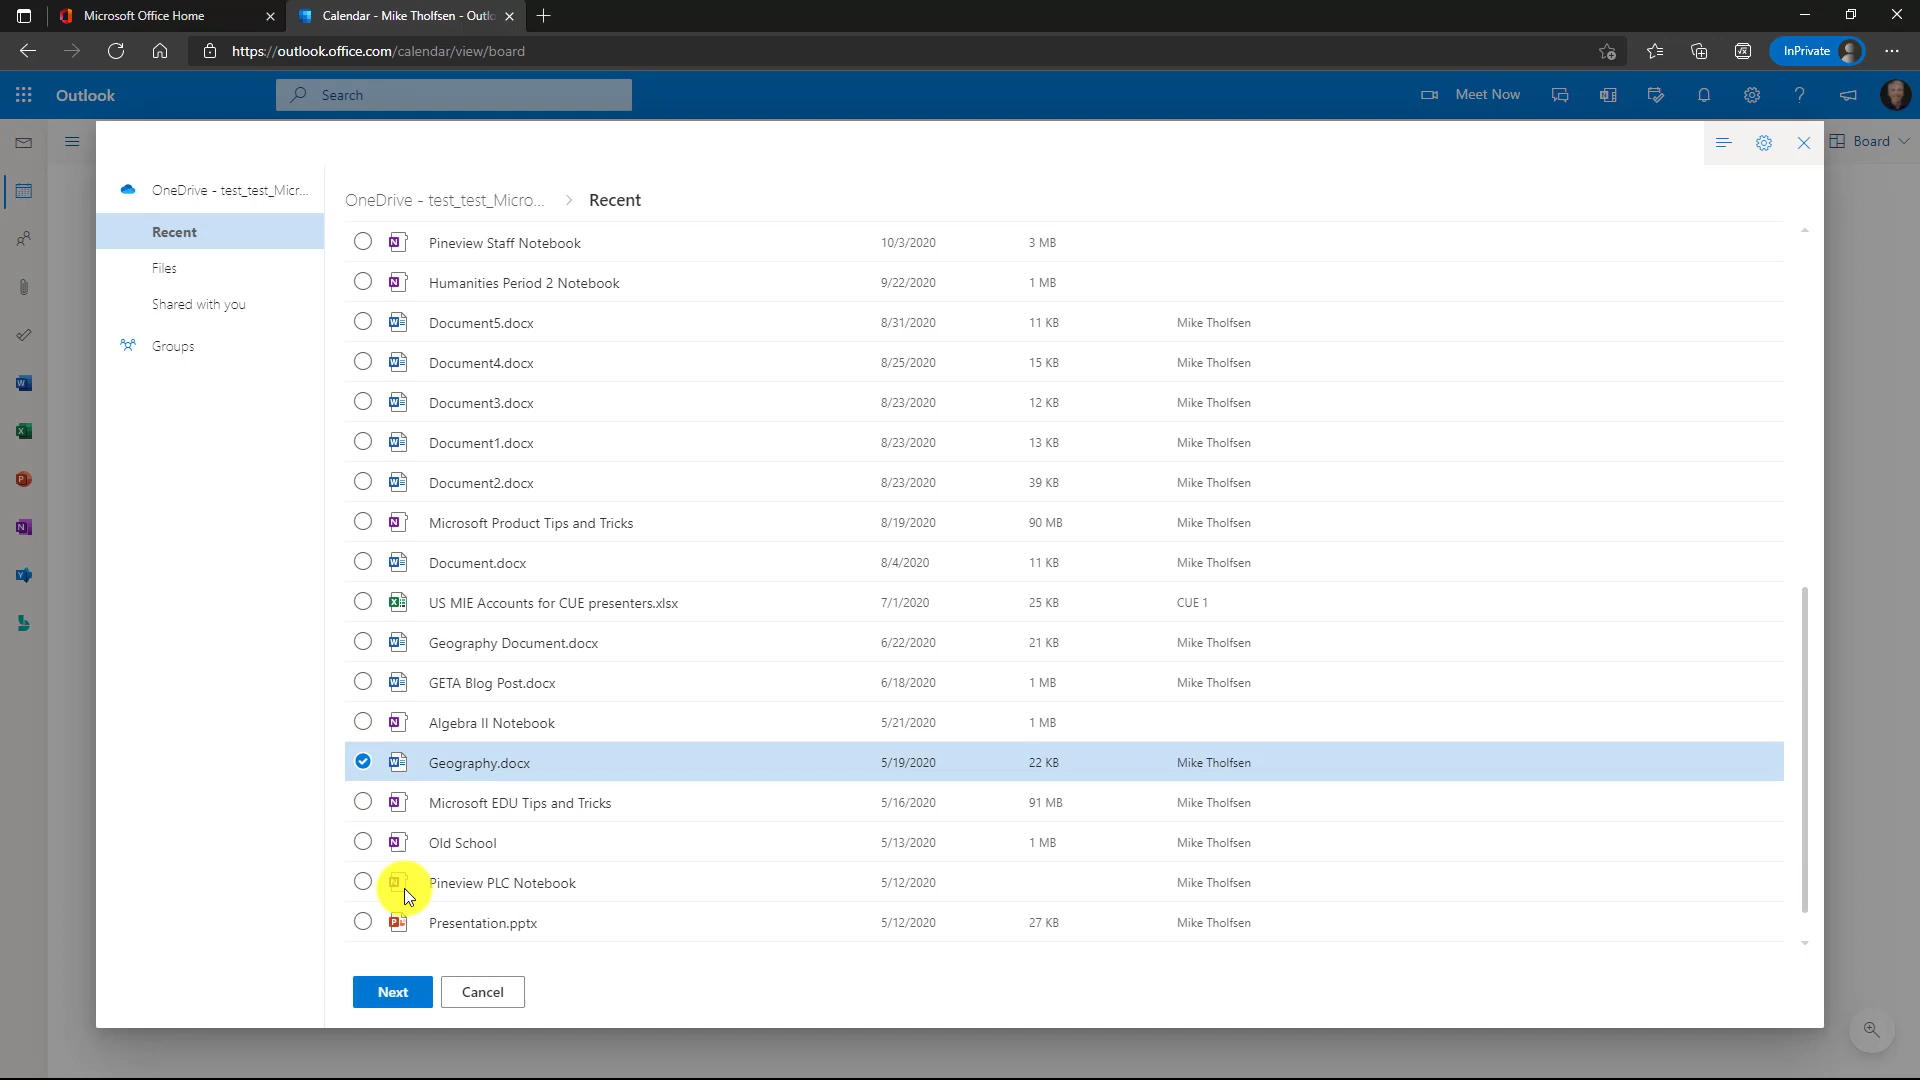 Microsoft Office Home
Calendar - Mike Tholfsen - Outlo
https://outlook.office.com/calendar/view/board
InPrivate
Outlook
Search
Meet Now
Board
OneDrive - test_test_Micr...
Recent
Files
Shared with you
Groups
OneDrive - test_test_Micro... > Recent
Pineview Staff Notebook 10/3/2020 3 MB
Humanities Period 2 Notebook 9/22/2020 1 MB
Document5.docx 8/31/2020 11 KB Mike Tholfsen
Document4.docx 8/25/2020 15 KB Mike Tholfsen
Document3.docx 8/23/2020 12 KB Mike Tholfsen
Document1.docx 8/23/2020 13 KB Mike Tholfsen
Document2.docx 8/23/2020 39 KB Mike Tholfsen
Microsoft Product Tips and Tricks 8/19/2020 90 MB Mike Tholfsen
Document.docx 8/4/2020 11 KB Mike Tholfsen
US MIE Accounts for CUE presenters.xlsx 7/1/2020 25 KB CUE 1
Geography Document.docx 6/22/2020 21 KB Mike Tholfsen
GETA Blog Post.docx 6/18/2020 1 MB Mike Tholfsen
Algebra II Notebook 5/21/2020 1 MB
Geography.docx 5/19/2020 22 KB Mike Tholfsen
Microsoft EDU Tips and Tricks 5/16/2020 91 MB Mike Tholfsen
Old School 5/13/2020 1 MB Mike Tholfsen
Pineview PLC Notebook 5/12/2020 Mike Tholfsen
Presentation.pptx 5/12/2020 27 KB Mike Tholfsen
Next
Cancel